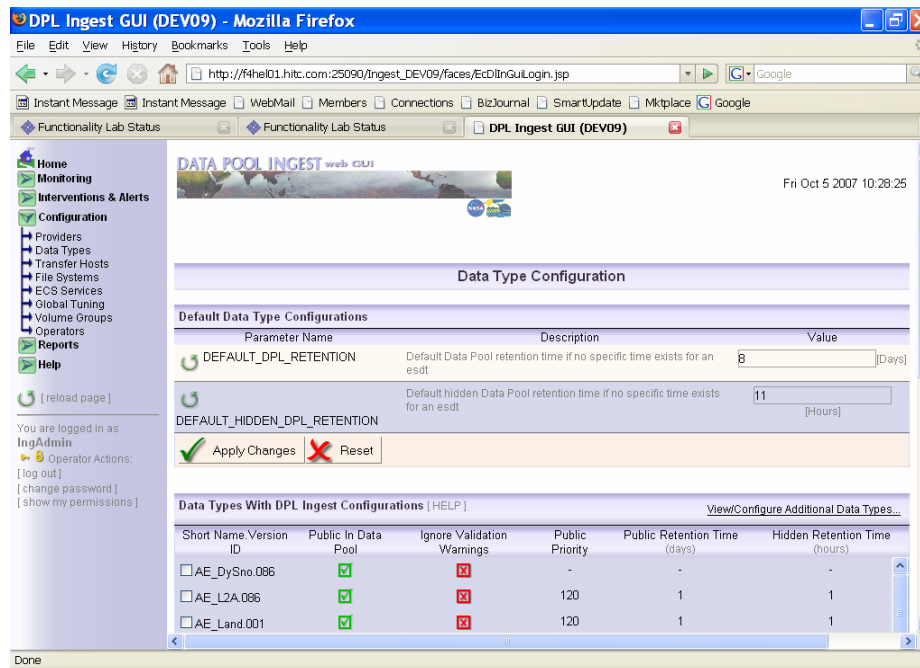 DPL Ingest GUI (DEV09) - Mozilla Firefox
File Edit View History Bookmarks Tools Help
http://f4hel01.hitc.com:25090/Ingest_DEV09/faces/EcDlInGuiLogin.jsp
Google
Instant Message Instant Message WebMail Members Connections BizJournal SmartUpdate Mktplace Google
Functionality Lab Status Functionality Lab Status DPL Ingest GUI (DEV09)
Home
Monitoring
Interventions & Alerts
Configuration
Providers
Data Types
Transfer Hosts
File Systems
ECS Services
Global Tuning
Volume Groups
Operators
Reports
Help
[ reload page ]
You are logged in as
IngAdmin
Operator Actions:
[ log out ]
[ change password ]
[ show my permissions ]
DATA POOL INGEST web GUI
NASA
Fri Oct 5 2007 10:28:25
Data Type Configuration
Default Data Type Configurations
Parameter Name Description Value
DEFAULT_DPL_RETENTION Default Data Pool retention time if no specific time exists for an esdt 8 [Days]
DEFAULT_HIDDEN_DPL_RETENTION Default hidden Data Pool retention time if no specific time exists for an esdt 11 [Hours]
Apply Changes Reset
Data Types With DPL Ingest Configurations [ HELP ] View/Configure Additional Data Types...
Short Name.Version ID Public In Data Pool Ignore Validation Warnings Public Priority Public Retention Time (days) Hidden Retention Time (hours)
AE_DySno.086 - - -
AE_L2A.086 120 1 1
AE_Land.001 120 1 1
Done